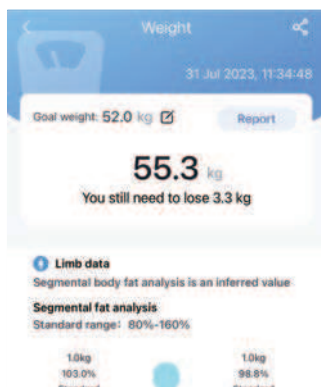 Weight
31 Jul 2023, 11:34:48
Goal weight: 52.0 kg
Report
55.3 kg
You still need to lose 3.3 kg
Limb data
Segmental body fat analysis is an inferred value
Segmental fat analysis
Standard range: 80%-160%
1.0kg 1.0kg
103.0% 98.8%
Standard Standard